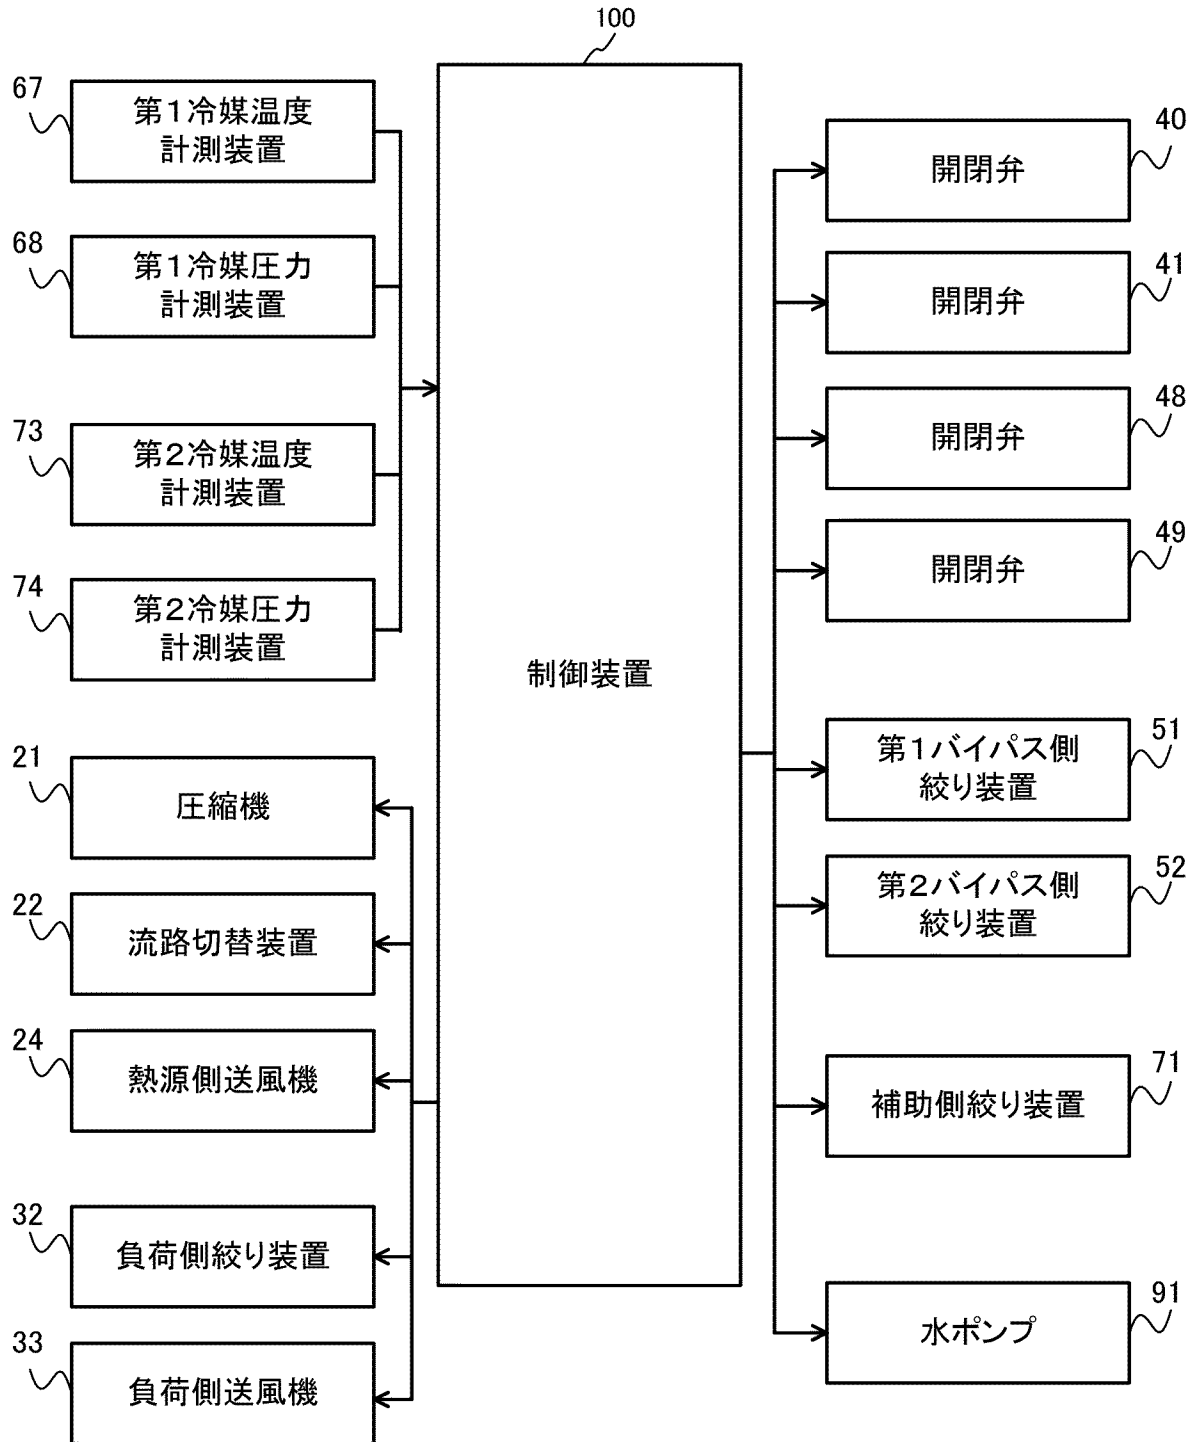 100
67
第1冷媒温度
計測装置
68
第1冷媒圧力
計測装置
73
第2冷媒温度
計測装置
74
第2冷媒圧力
計測装置
21
圧縮機
22
流路切替装置
24
熱源側送風機
32
負荷側絞り装置
33
負荷側送風機
制御装置
40
開閉弁
41
開閉弁
48
開閉弁
49
開閉弁
51
第1バイパス側
絞り装置
52
第2バイパス側
絞り装置
71
補助側絞り装置
91
水ポンプ